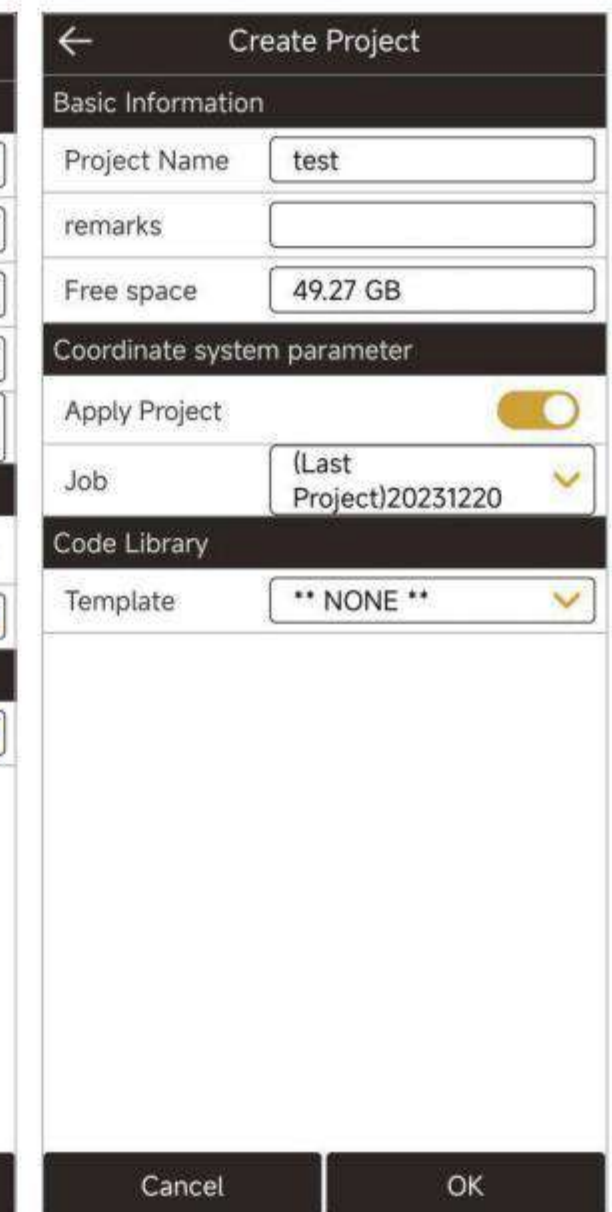 Create Project
Basic Information
Project Name test
remarks
Free space 49.27 GB
Coordinate system parameter
Apply Project
Job (Last
Project)20231220
Code Library
Template ** NONE **
Cancel OK